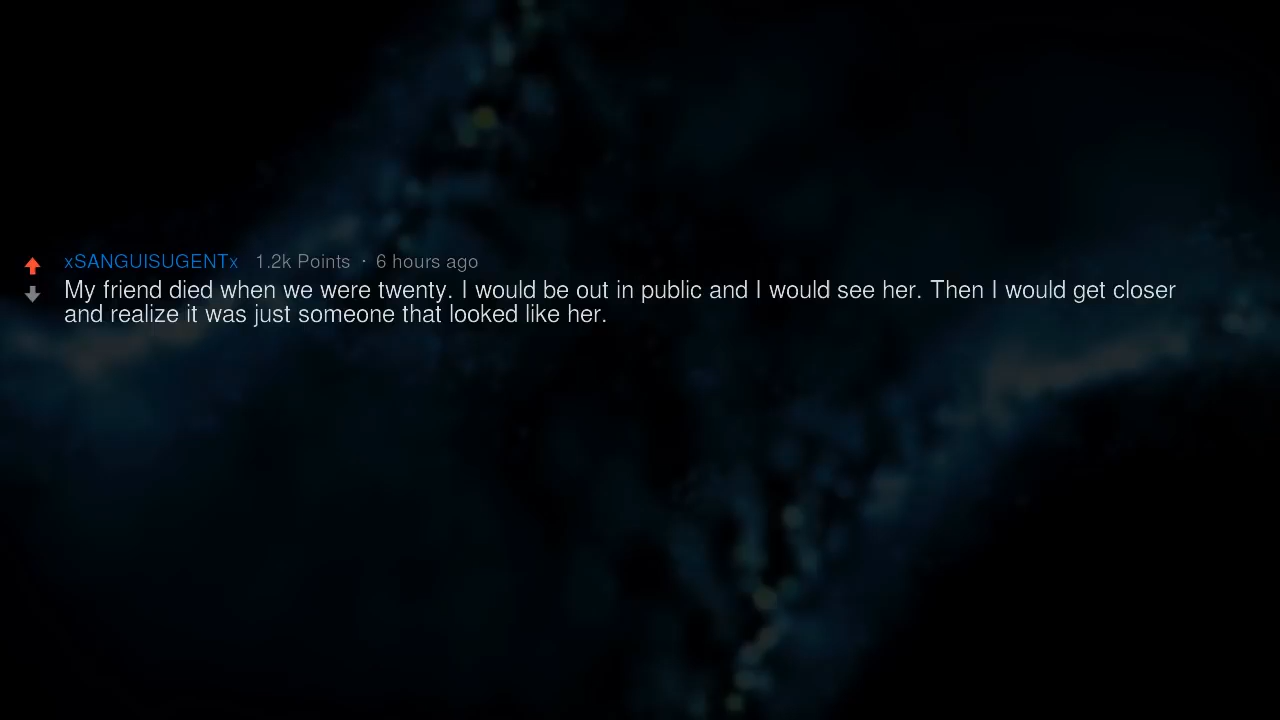 xSANGUISUGENTx 1.2k Points · 6 hours ago
My friend died when we were twenty. I would be out in public and I would see her. Then I would get closer
and realize it was just someone that looked like her.